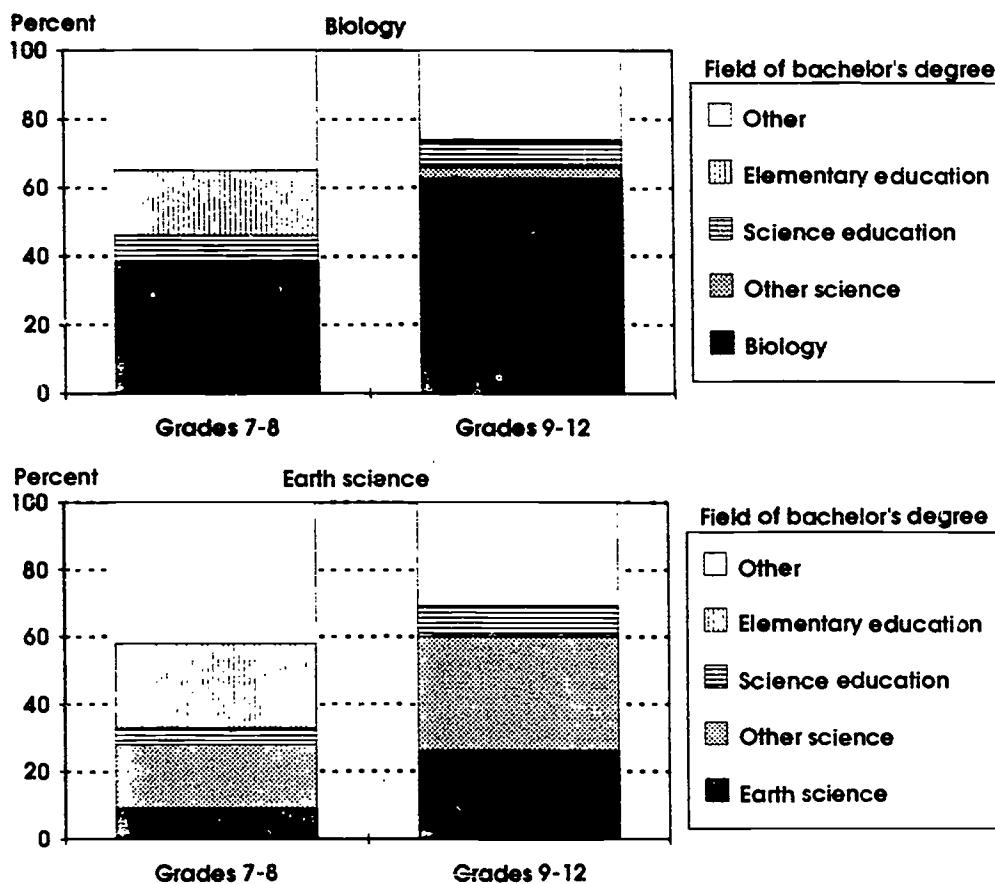 Percent
Biology
100
80
60
40
20
0
Grades 7-8
Grades 9-12
Field of bachelor's degree
Other
Elementary education
Science education
Other science
Biology
Percent
Earth science
100
80
60
40
20
0
Grades 7-8
Grades 9-12
Field of bachelor's degree
Other
Elementary education
Science education
Other science
Earth science